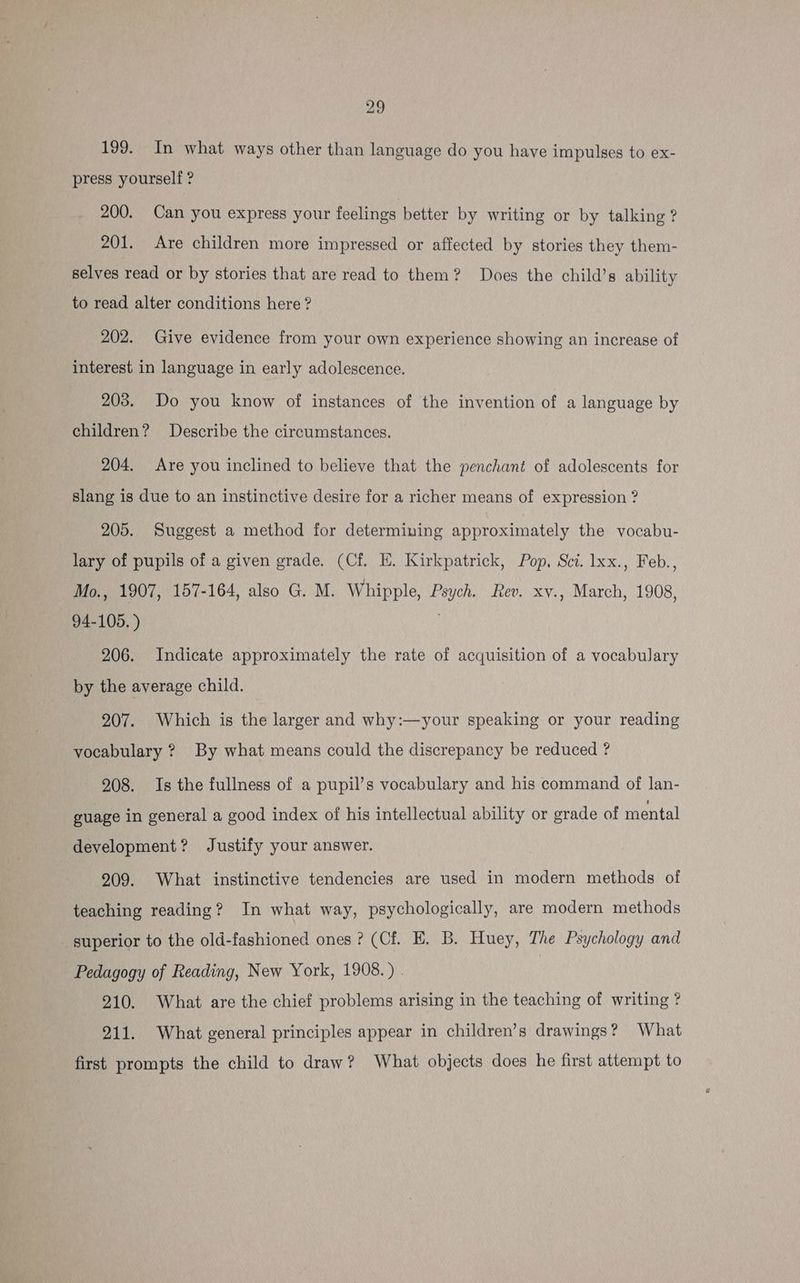 29
199. In what ways other than language do you have impulses to ex-
press yourself ?
200. Can you express your feelings better by writing or by talking ?
201. Are children more impressed or affected by stories they them-
selves read or by stories that are read to them ? Does the child’s ability
to read alter conditions here ?
202. Give evidence from your own experience showing an increase of
interest in language in early adolescence.
203. Do you know of instances of the invention of a language by
children ? Describe the circumstances.
204. Are you inclined to believe that the penchant of adolescents for
slang is due to an instinctive desire for a richer means of expression ?
205. Suggest a method for determining approximately the vocabu-
lary of pupils of a given grade. (Cf. E. Kirkpatrick, Pop. Sci. lxx., Feb.,
Mo., 1907, 157-164, also G. M. Whipple, Psych. Rev. xv., March, 1908,
94-105.)
206. Indicate approximately the rate of acquisition of a vocabulary
by the average child.
207. Which is the larger and why:—your speaking or your reading
vocabulary ? By what means could the discrepancy be reduced ?
208. Is the fullness of a pupil’s vocabulary and his command of lan-
guage in general a good index of his intellectual ability or grade of mental
development ? Justify your answer.
209. What instinctive tendencies are used in modern methods of
teaching reading ? In what way, psychologically, are modern methods
superior to the old-fashioned ones ? (Cf. E. B. Huey, The Psychology and
Pedagogy of Reading, New York, 1908.)
210. What are the chief problems arising in the teaching of writing ?
211. What general principles appear in children’s drawings ? What
first prompts the child to draw ? What objects does he first attempt to